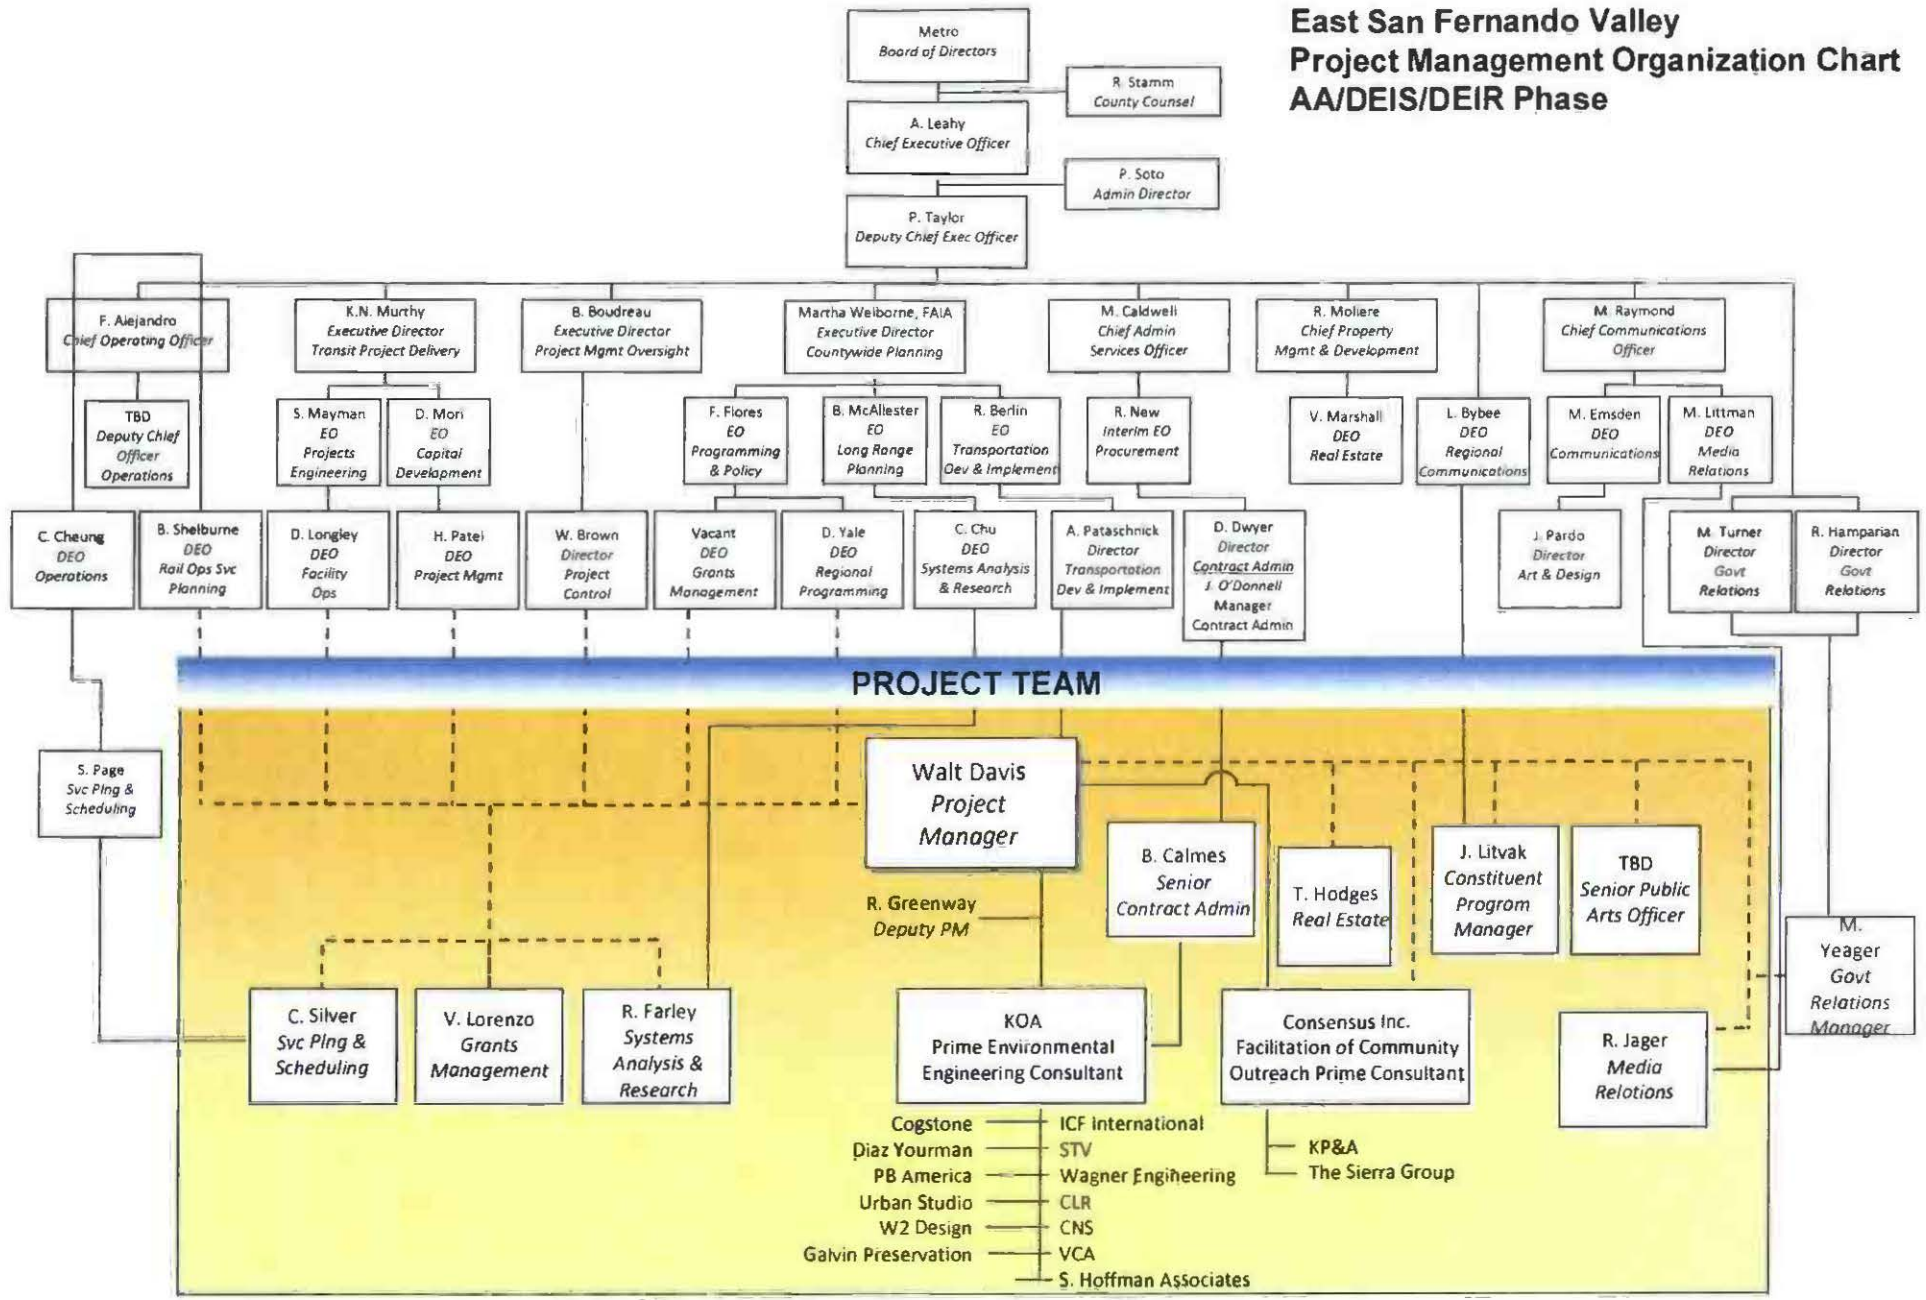 East San Fernando Valley
Project Management Organization Chart
AA/DEIS/DEIR Phase
Metro
Board of Directors
R. Stamm
County Counsel
A. Leahy
Chief Executive Officer
P. Soto
Admin Director
P. Taylor
Deputy Chief Exec Officer
F. Alejandro
Chief Operating Officer
K.N. Murthy
Executive Director
Transit Project Delivery
B. Boudreau
Executive Director
Project Mgmt Oversight
Martha Welborne, FAIA
Executive Director
Countywide Planning
M. Caldwell
Chief Admin
Services Officer
R. Moliere
Chief Property
Mgmt & Development
M. Raymond
Chief Communications
Officer
TBD
Deputy Chief
Officer
Operations
S. Mayman
EO
Projects
Engineering
D. Mori
EO
Capital
Development
F. Flores
EO
Programming
& Policy
B. McAllester
EO
Long Range
Planning
R. Berlin
EO
Transportation
Dev & Implement
R. New
Interim EO
Procurement
V. Marshall
DEO
Real Estate
L. Bybee
DEO
Regional
Communications
M. Emsden
DEO
Communications
M. Littman
DEO
Media
Relations
C. Cheung
DEO
Operations
B. Shelburne
DEO
Rail Ops Svc
Planning
D. Longley
DEO
Facility
Ops
H. Patel
DEO
Project Mgmt
W. Brown
Director
Project
Control
Vacant
DEO
Grants
Management
D. Yale
DEO
Regional
Programming
C. Chu
DEO
Systems Analysis
& Research
A. Pataschnick
Director
Transportation
Dev & Implement
D. Dwyer
Director
Contract Admin
J. O'Donnell
Manager
Contract Admin
J. Pardo
Director
Art & Design
M. Turner
Director
Govt
Relations
R. Hamparian
Director
Govt
Relations
PROJECT TEAM
S. Page
Svc Plng &
Scheduling
Walt Davis
Project
Manager
B. Calmes
Senior
Contract Admin
T. Hodges
Real Estate
J. Litvak
Constituent
Program
Manager
TBD
Senior Public
Arts Officer
R. Greenway
Deputy PM
M.
Yeager
Govt
Relations
Manager
C. Silver
Svc Plng &
Scheduling
V. Lorenzo
Grants
Management
R. Farley
Systems
Analysis &
Research
KOA
Prime Environmental
Engineering Consultant
Consensus Inc.
Facilitation of Community
Outreach Prime Consultant
R. Jager
Media
Relations
Cogstone
ICF International
Diaz Yourman
STV
PB America
Wagner Engineering
Urban Studio
CLR
W2 Design
CNS
Galvin Preservation
VCA
S. Hoffman Associates
KP&A
The Sierra Group